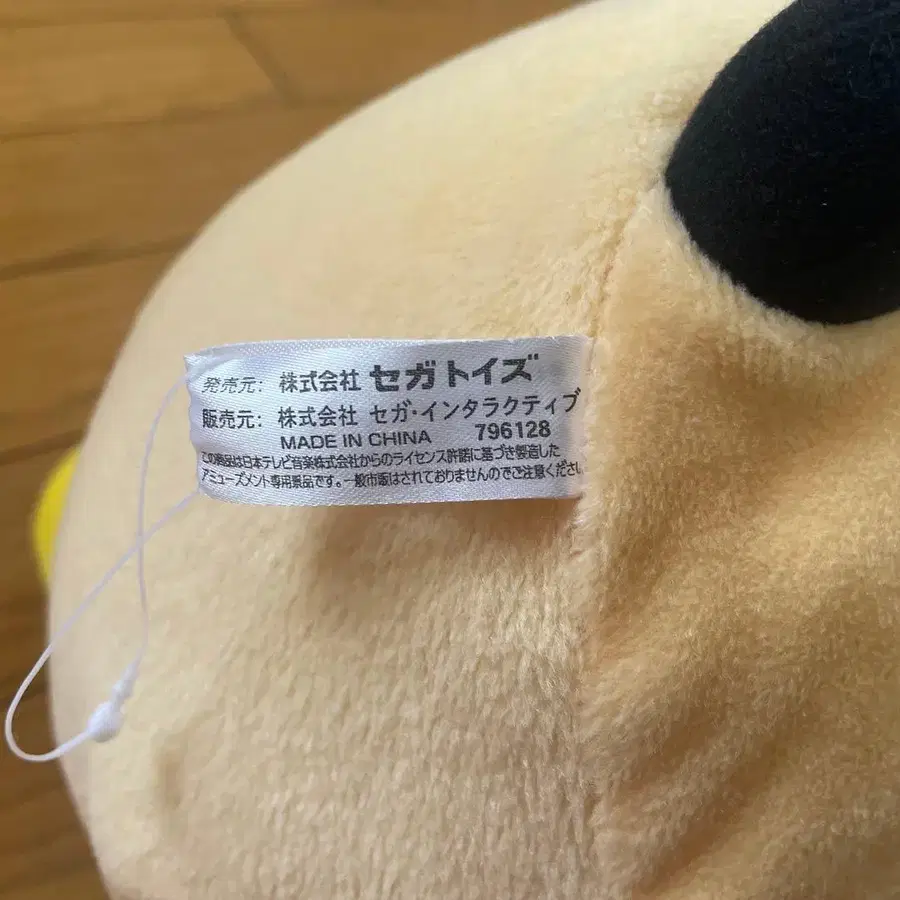 発売元: 株式会社 セガトイズ
販売元: 株式会社 セガ・インタラクティブ
MADE IN CHINA 796128
この商品は日本テレビ音楽株式会社からのライセンス許諾に基づき製造した
アミューズメント専用景品です。一般市販はされておりませんのでご注意ください